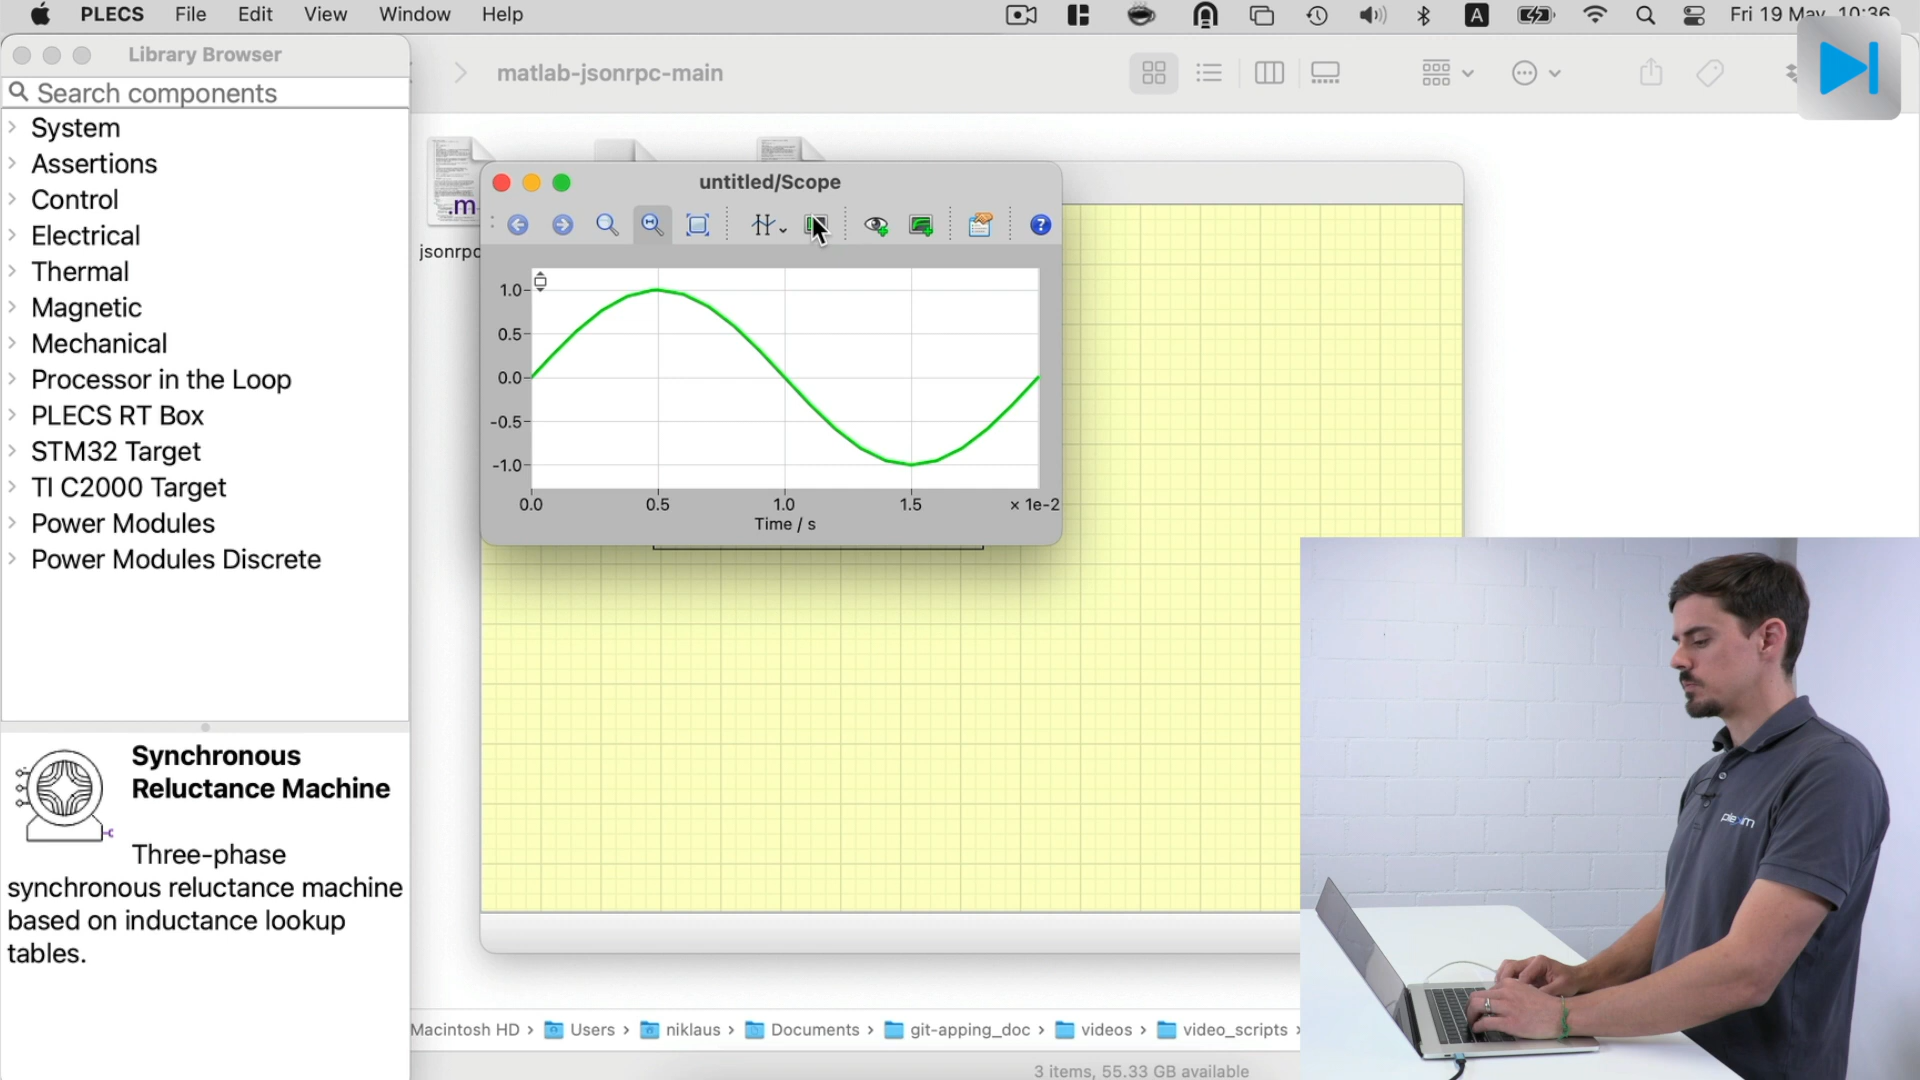 PLECS File Edit View Window Help
A
Fri 19 May 10:36
Library Browser
matlab-jsonrpc-main
Search components
System
Assertions
Control
Electrical
Thermal
Magnetic
Mechanical
Processor in the Loop
PLECS RT Box
STM32 Target
TI C2000 Target
Power Modules
Power Modules Discrete
.m
jsonrpc
untitled/Scope
?
1.0
0.5
0.0
-0.5
-1.0
0.0 0.5 1.0 1.5 × 1e-2
Time / s
Synchronous
Reluctance Machine
Three-phase
synchronous reluctance machine
based on inductance lookup
tables.
plexim
Macintosh HD › Users › niklaus › Documents › git-apping_doc › videos › video_scripts ›
3 items, 55.33 GB available